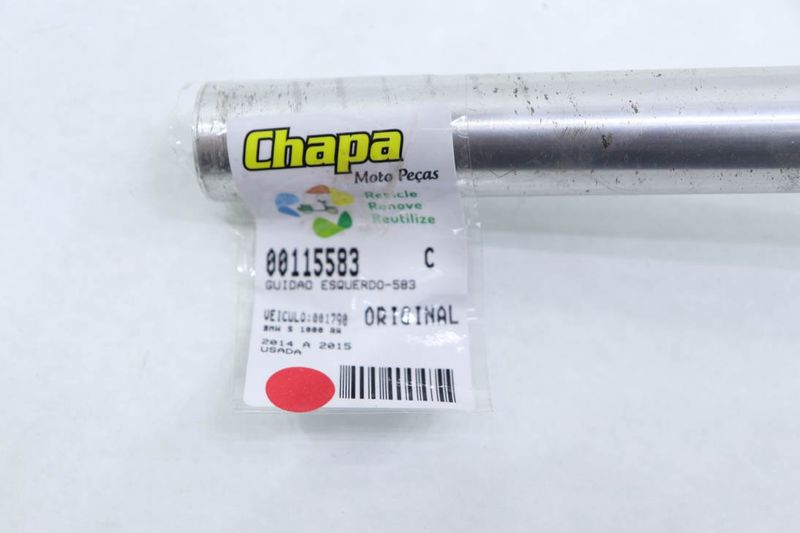 Chapa
Moto Peças
Recicle
Renove
Reutilize
00115583 C
GUIDAO ESQUERDO-583
VEICULO:001790 ORIGINAL
BMW S 1000 RR
2014 A 2015
USADA